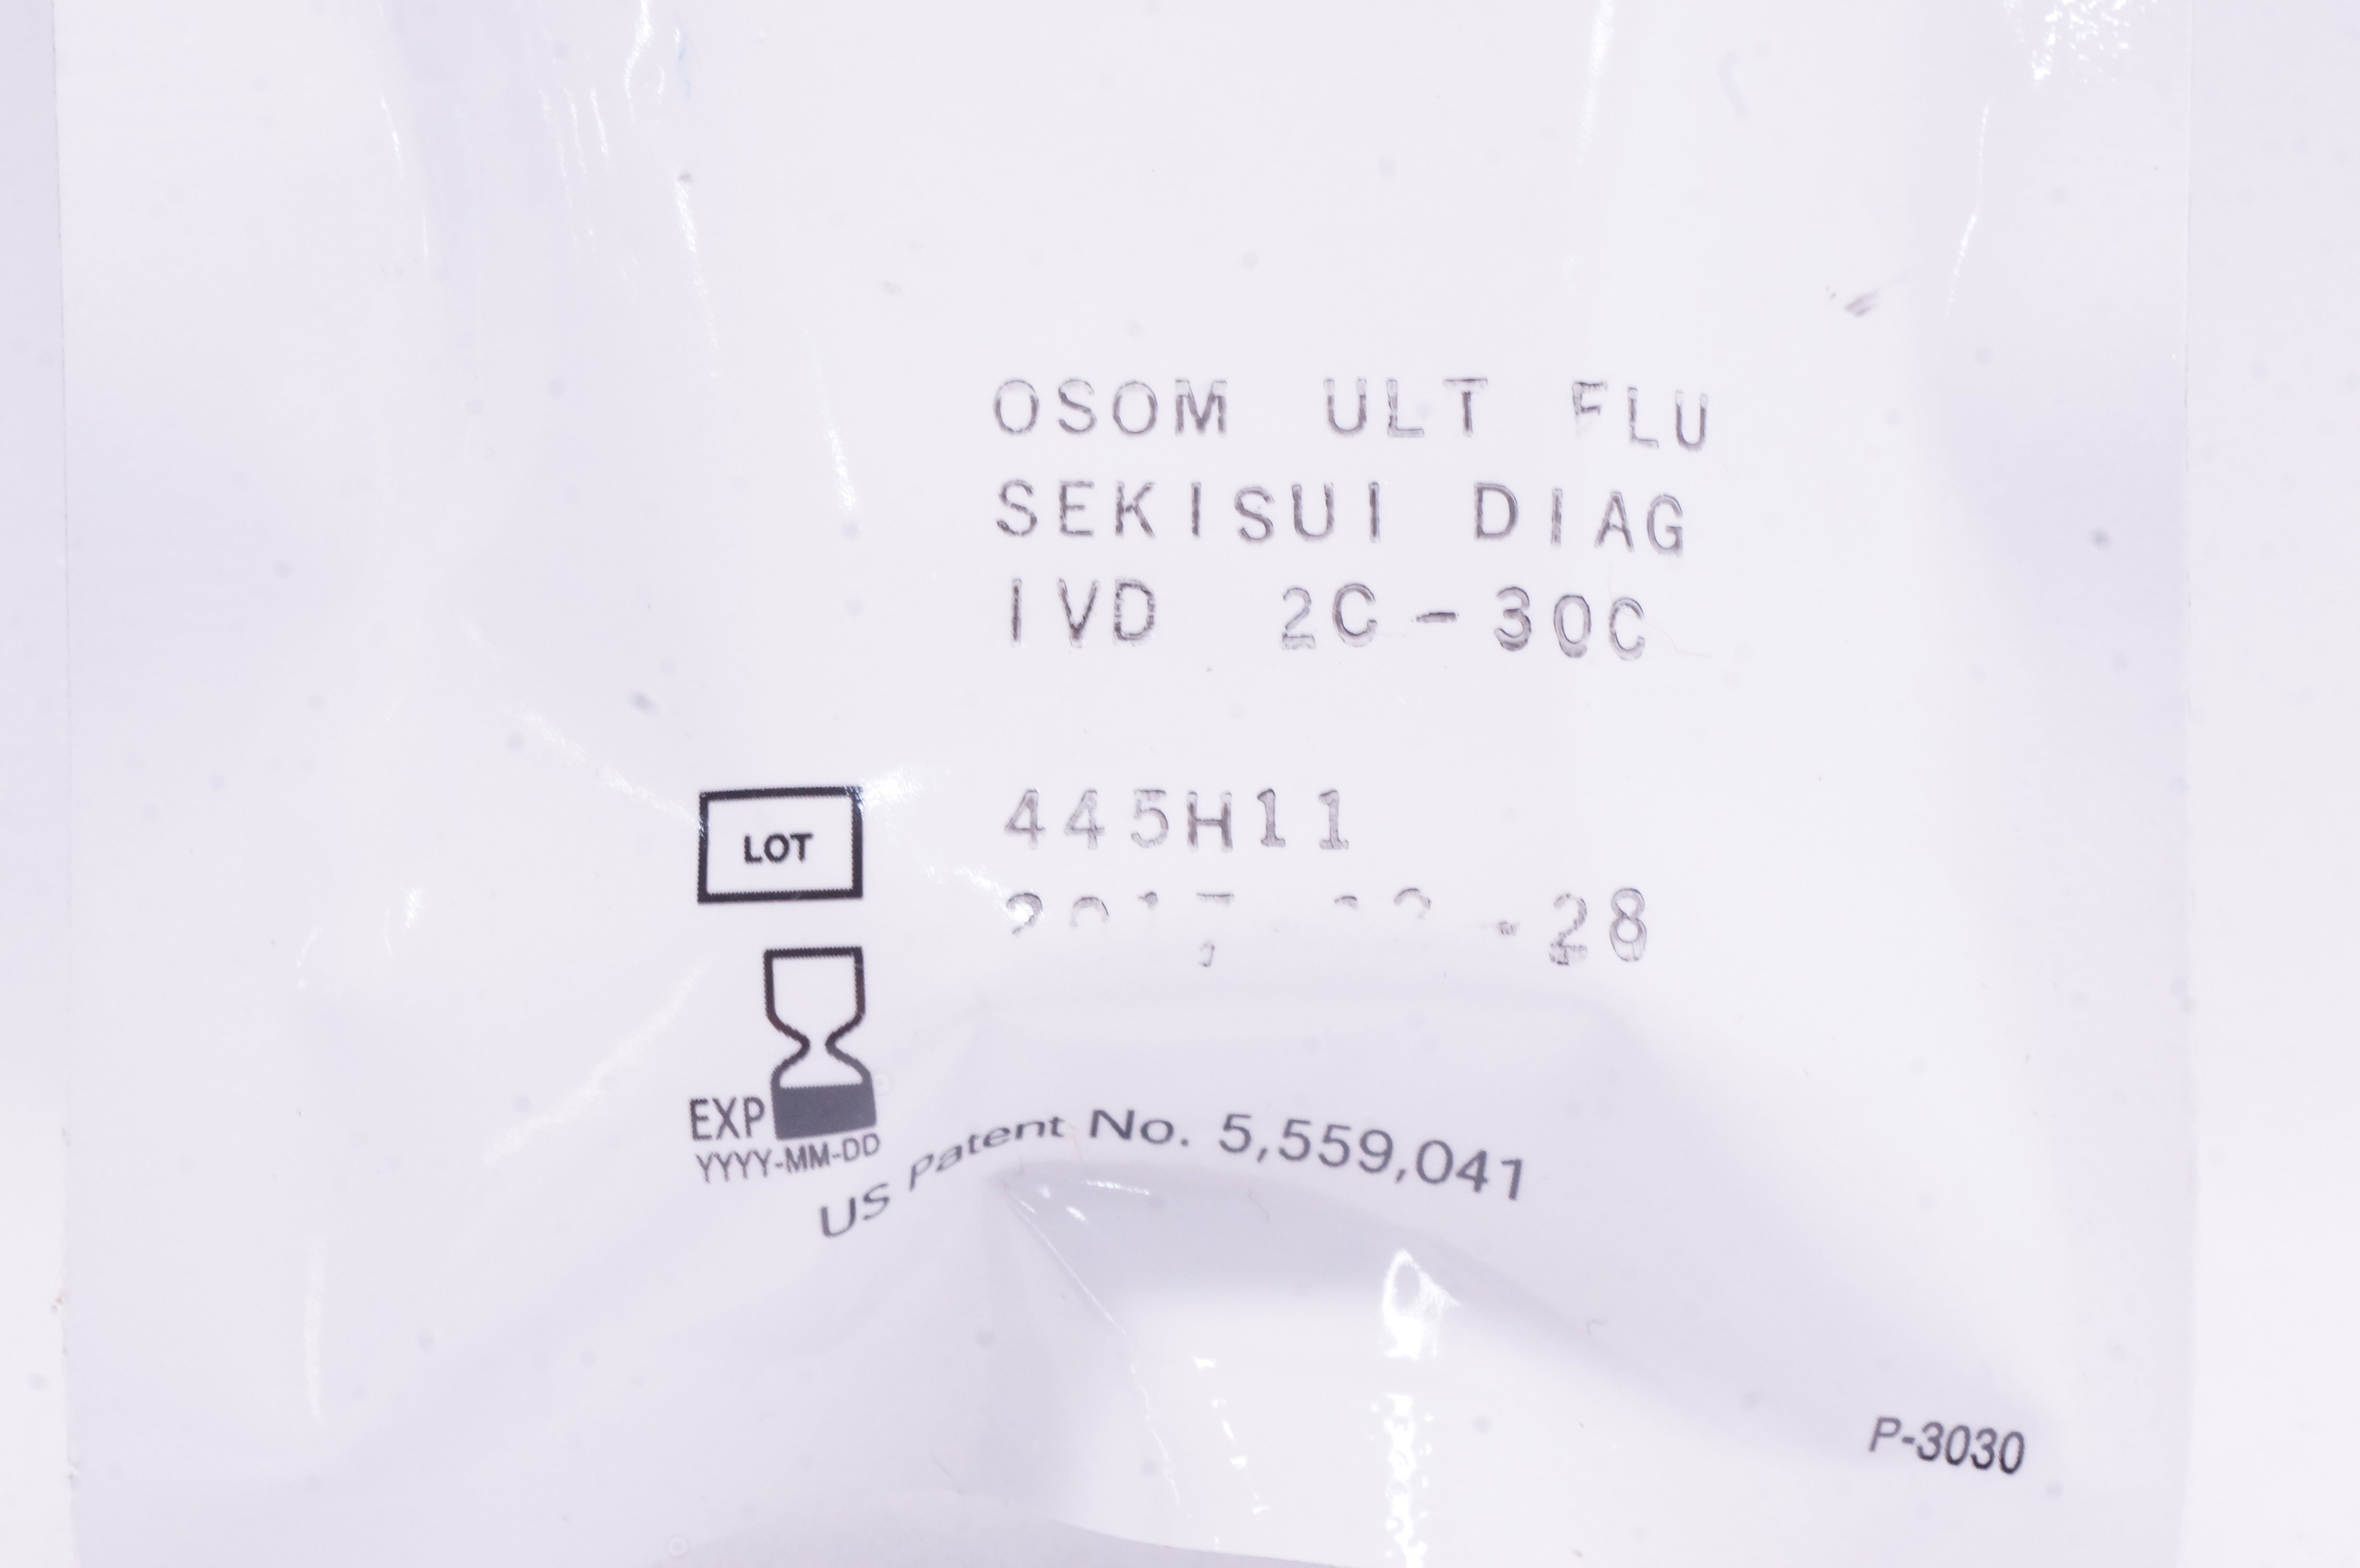 OSOM ULT FLU
SEKISUI DIAG
IVD 2C-30C
LOT 445H11
-28
EXP
YYYY-MM-DD
US Patent No. 5,559,041
P-3030